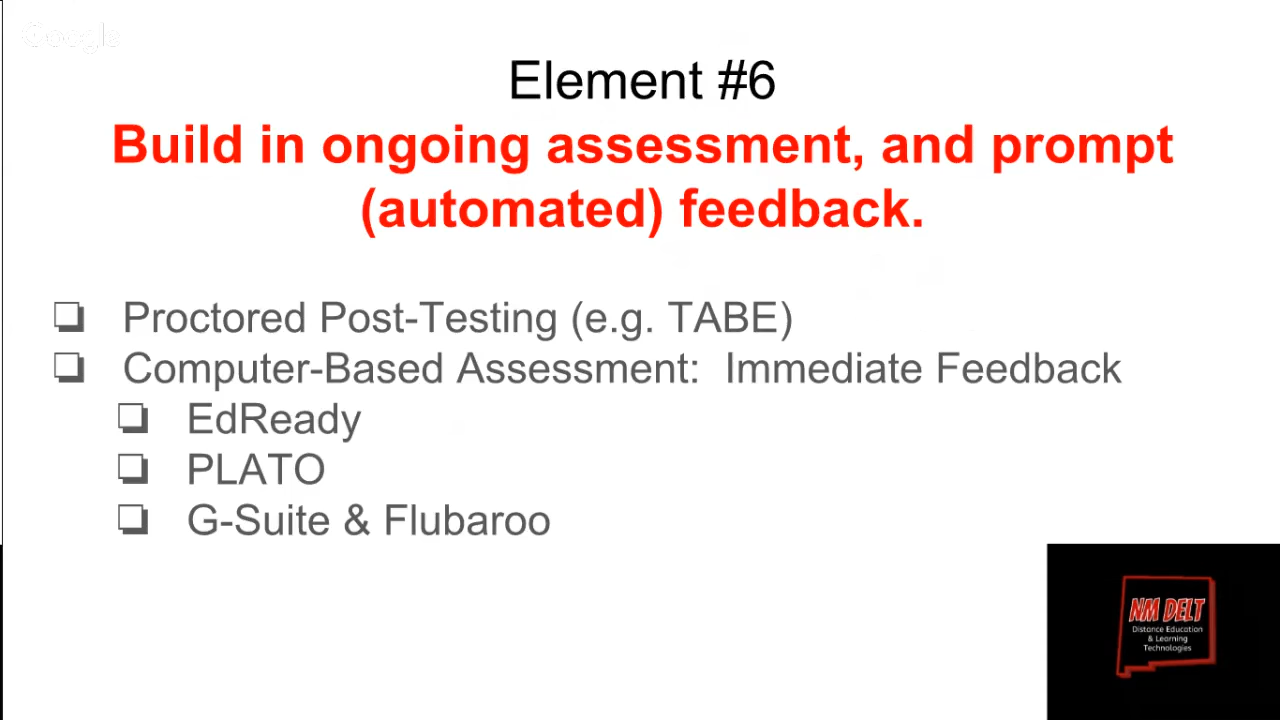 Google
Element #6
Build in ongoing assessment, and prompt
(automated) feedback.
❏ Proctored Post-Testing (e.g. TABE)
❏ Computer-Based Assessment: Immediate Feedback
❏ EdReady
❏ PLATO
❏ G-Suite & Flubaroo
NM DELT
Distance Education
& Learning
Technologies